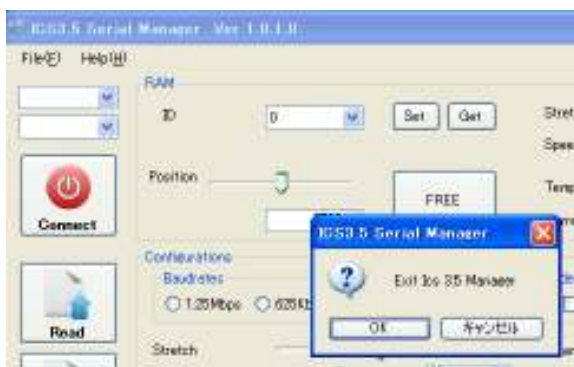 ICS3.5 Serial Manager Ver 1.0.1.0
File(F) Help(H)
RAM
ID
0
Set
Get
Position
FREE
Connect
ICS3.5 Serial Manager
Exit Ics 35 Manager
OK
キャンセル
Configurations
Baudrates
1.25Mbps
Read
Stretch